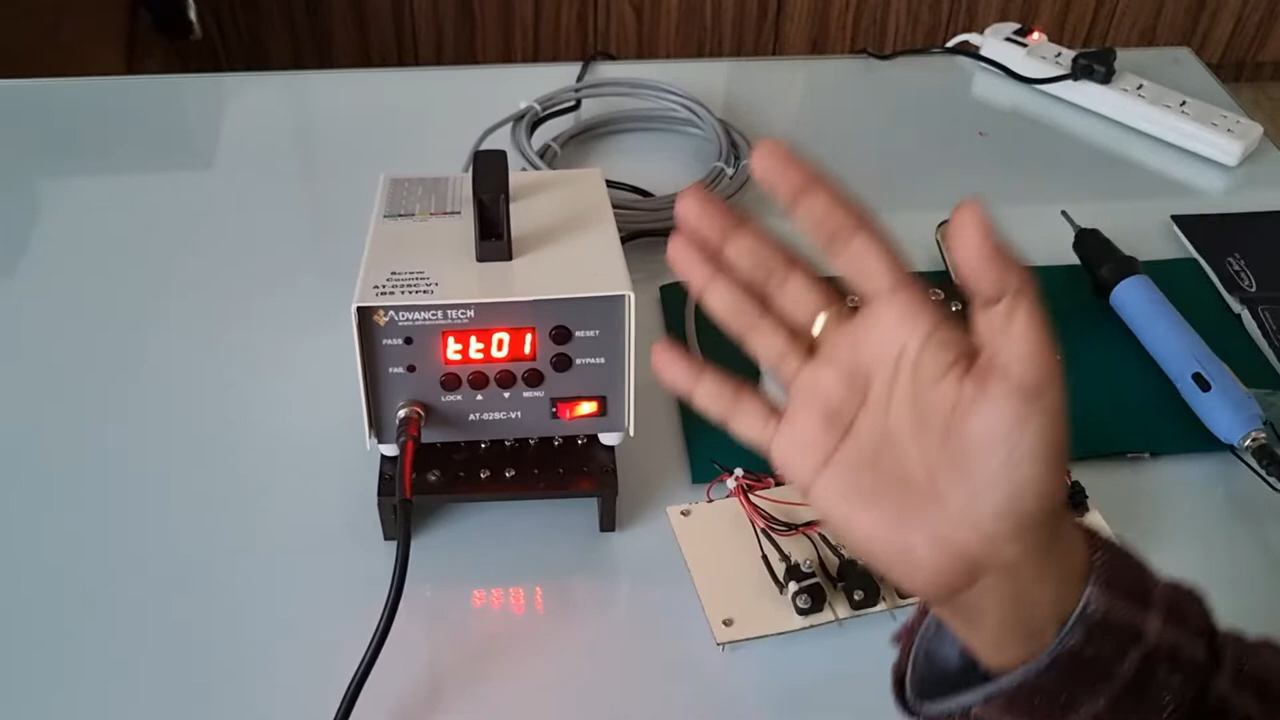 Screw
Counter
AT-02SC-V1
(BS TYPE)
ADVANCE TECH
www.advancetech.co.in
PASS
FAIL
tt01
RESET
BYPASS
LOCK
MENU
AT-02SC-V1